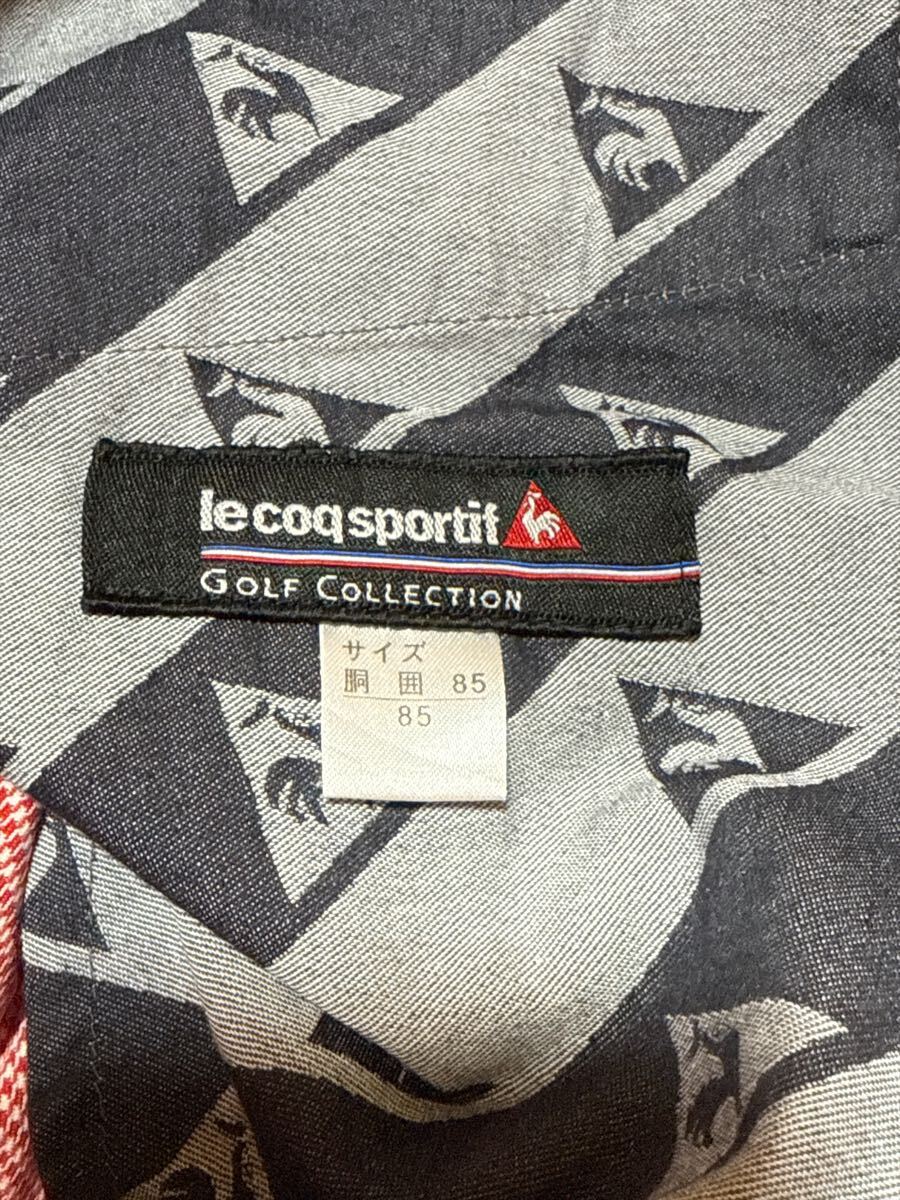 le coq sportif
GOLF COLLECTION
サイズ
胴 囲 85
85